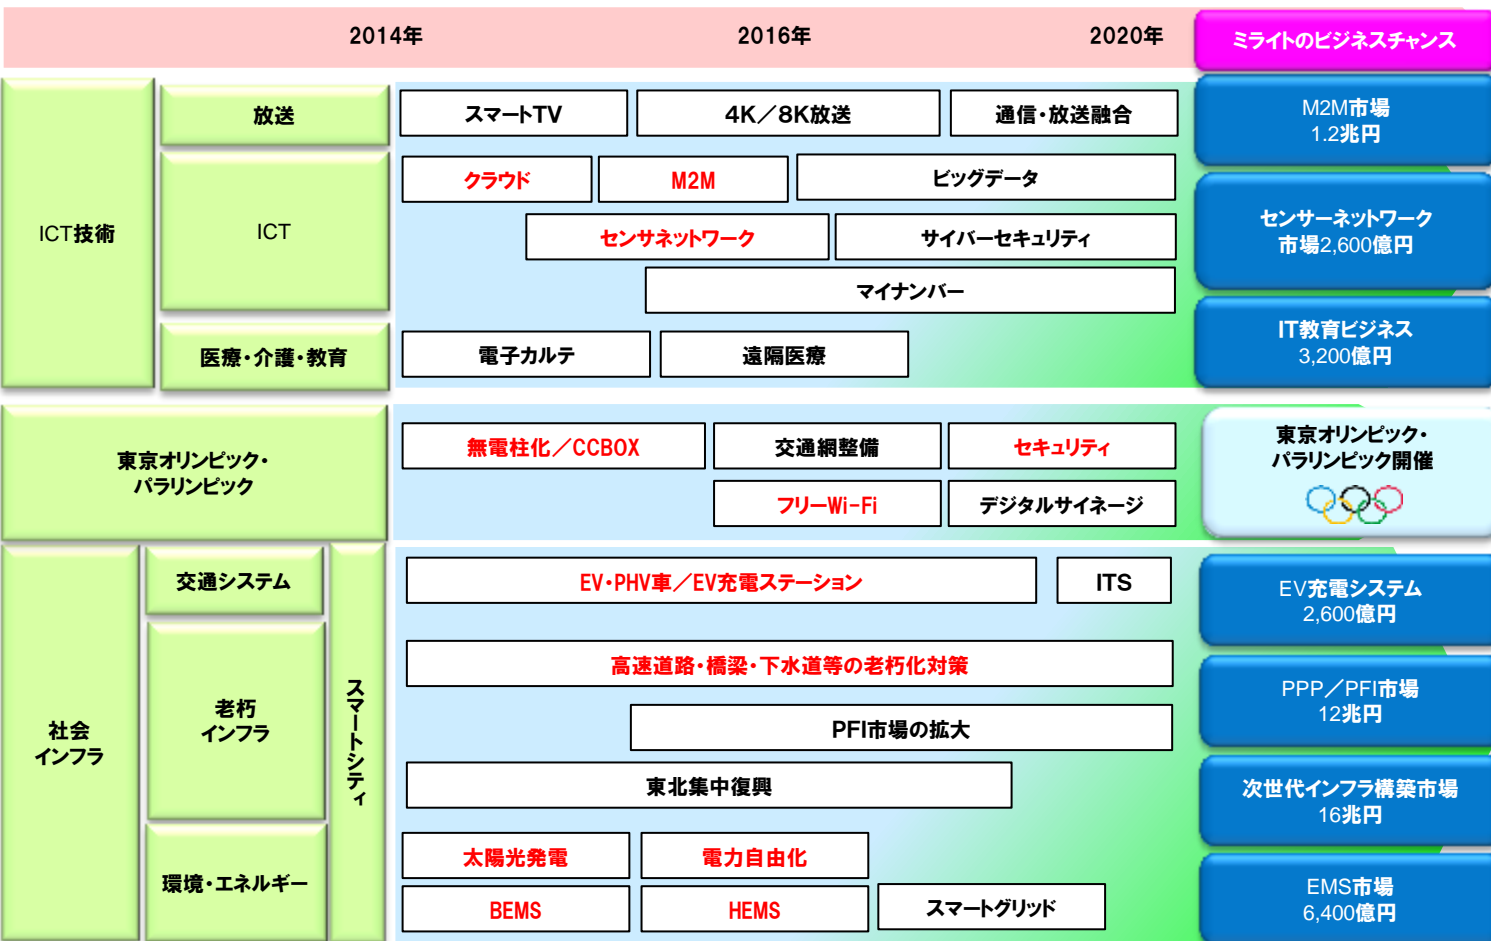 2014年
2016年
2020年
ミライトのビジネスチャンス
ICT技術
放送
スマートTV
4K／8K放送
通信・放送融合
M2M市場
1.2兆円
ICT
クラウド
M2M
ビッグデータ
センサネットワーク
サイバーセキュリティ
マイナンバー
センサーネットワーク
市場2,600億円
医療・介護・教育
電子カルテ
遠隔医療
IT教育ビジネス
3,200億円
東京オリンピック・
パラリンピック
無電柱化／CCBOX
交通網整備
セキュリティ
フリーWi-Fi
デジタルサイネージ
東京オリンピック・
パラリンピック開催
社会
インフラ
スマートシティ
交通システム
EV・PHV車／EV充電ステーション
ITS
EV充電システム
2,600億円
老朽
インフラ
高速道路・橋梁・下水道等の老朽化対策
PFI市場の拡大
東北集中復興
PPP／PFI市場
12兆円
次世代インフラ構築市場
16兆円
環境・エネルギー
太陽光発電
電力自由化
BEMS
HEMS
スマートグリッド
EMS市場
6,400億円